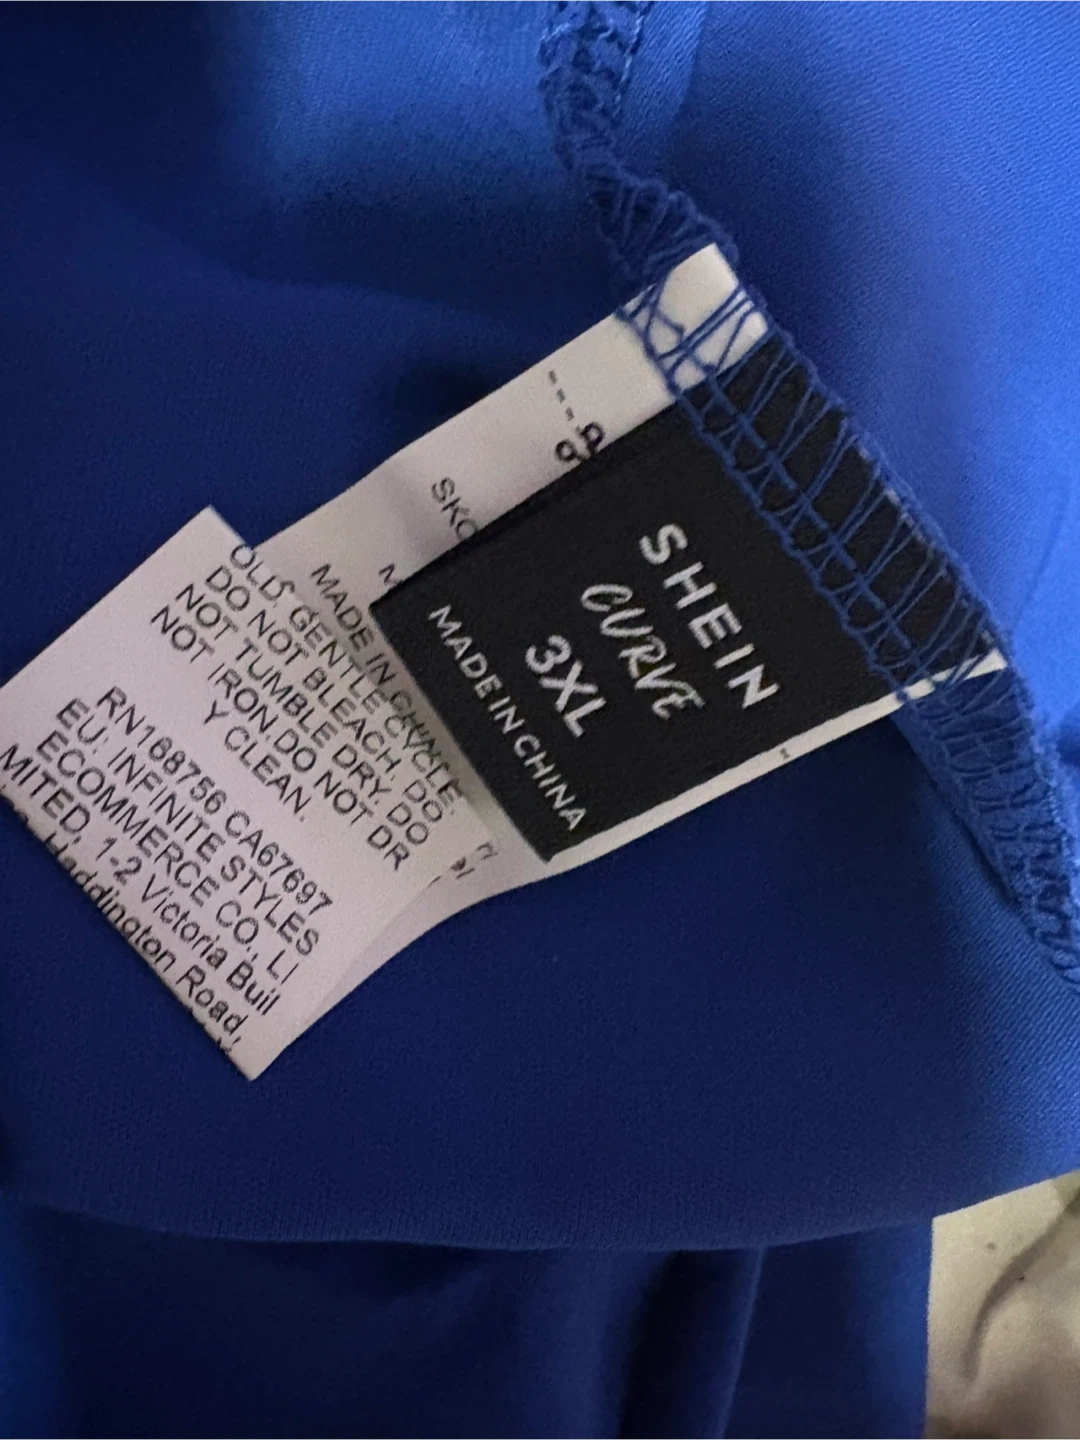 SHEIN
CURVE
3XL
MADE IN CHINA
MADE IN CHINA
OLD, GENTLE CYCLE.
DO NOT BLEACH. DO
NOT TUMBLE DRY. DO
NOT IRON.DO NOT DR
Y CLEAN.
RN168756 CA67697
EU: INFINITE STYLES
ECOMMERCE CO., LI
MITED, 1-2 Victoria Buil
Haddington Road,